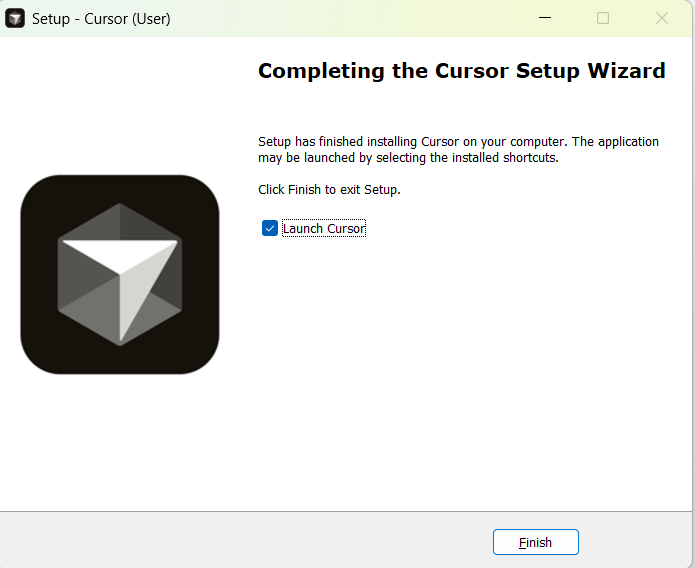 Setup - Cursor (User)
Completing the Cursor Setup Wizard
Setup has finished installing Cursor on your computer. The application
may be launched by selecting the installed shortcuts.
Click Finish to exit Setup.
Launch Cursor
Finish